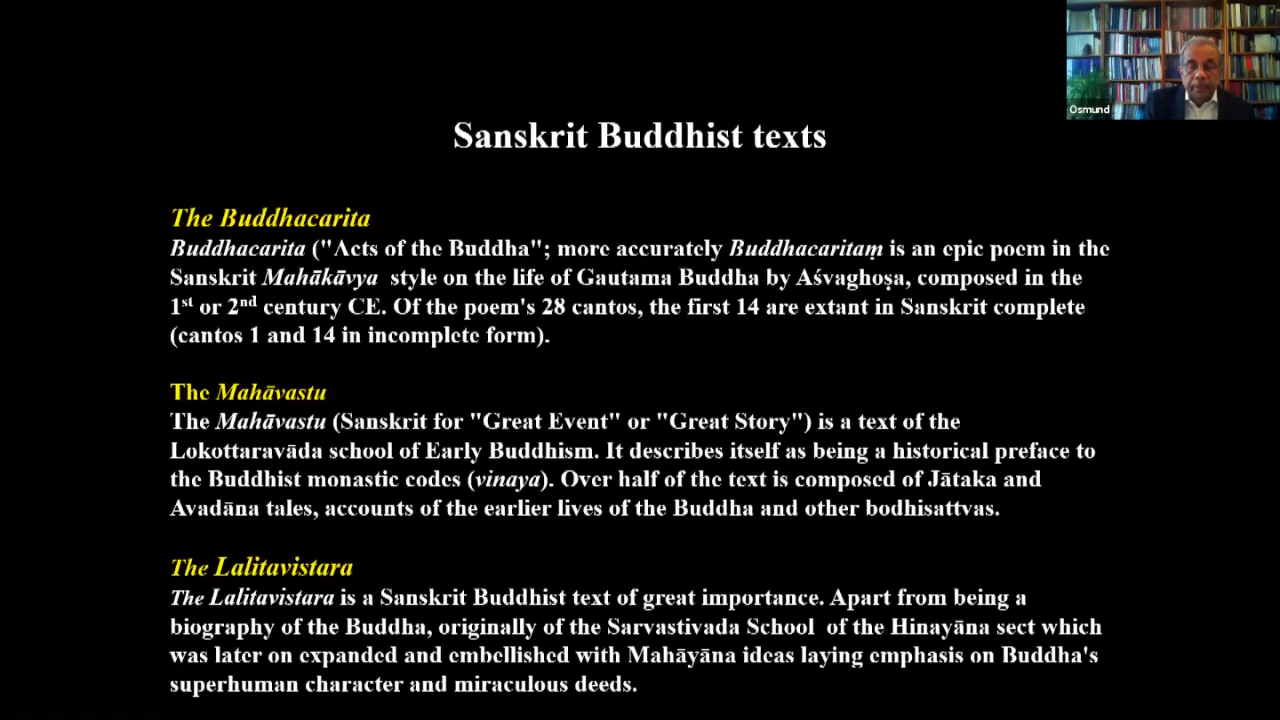 Osmund
Sanskrit Buddhist texts
The Buddhacarita
Buddhacarita ("Acts of the Buddha"; more accurately Buddhacaritaṃ is an epic poem in the
Sanskrit Mahākāvya style on the life of Gautama Buddha by Aśvaghoṣa, composed in the
1st or 2nd century CE. Of the poem's 28 cantos, the first 14 are extant in Sanskrit complete
(cantos 1 and 14 in incomplete form).
The Mahāvastu
The Mahāvastu (Sanskrit for "Great Event" or "Great Story") is a text of the
Lokottaravāda school of Early Buddhism. It describes itself as being a historical preface to
the Buddhist monastic codes (vinaya). Over half of the text is composed of Jātaka and
Avadāna tales, accounts of the earlier lives of the Buddha and other bodhisattvas.
The Lalitavistara
The Lalitavistara is a Sanskrit Buddhist text of great importance. Apart from being a
biography of the Buddha, originally of the Sarvastivada School of the Hinayāna sect which
was later on expanded and embellished with Mahāyāna ideas laying emphasis on Buddha's
superhuman character and miraculous deeds.